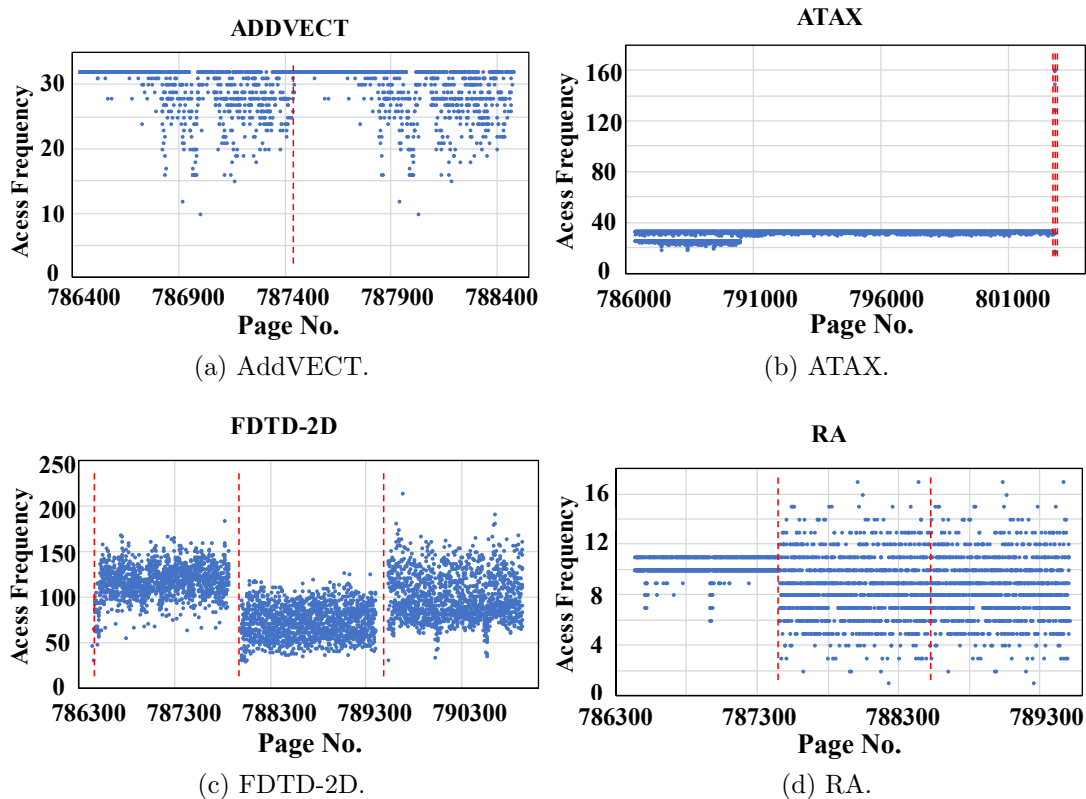 ADDVECT
Acess Frequency
30
20
10
0
786400 786900 787400 787900 788400
Page No.
(a) AddVECT.
ATAX
Acess Frequency
160
120
80
40
0
786000 791000 796000 801000
Page No.
(b) ATAX.
FDTD-2D
Acess Frequency
250
200
150
100
50
0
786300 787300 788300 789300 790300
Page No.
(c) FDTD-2D.
RA
Acess Frequency
16
12
8
4
0
786300 787300 788300 789300
Page No.
(d) RA.